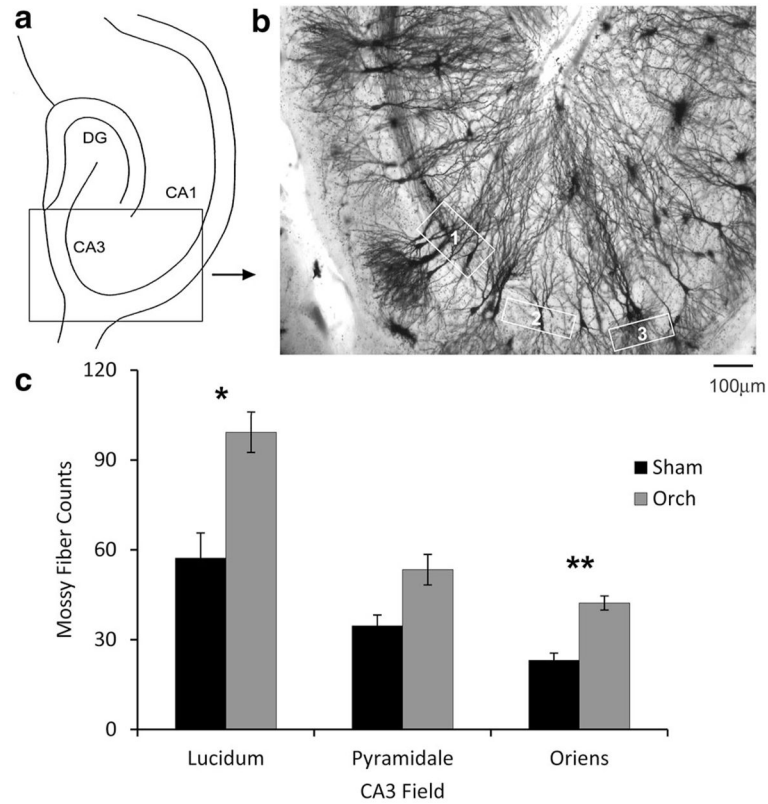 a
b
DG
CA1
CA3
1
2
3
100μm
c
120
90
60
30
0
Mossy Fiber Counts
*
**
Sham
Orch
Lucidum Pyramidale Oriens
CA3 Field